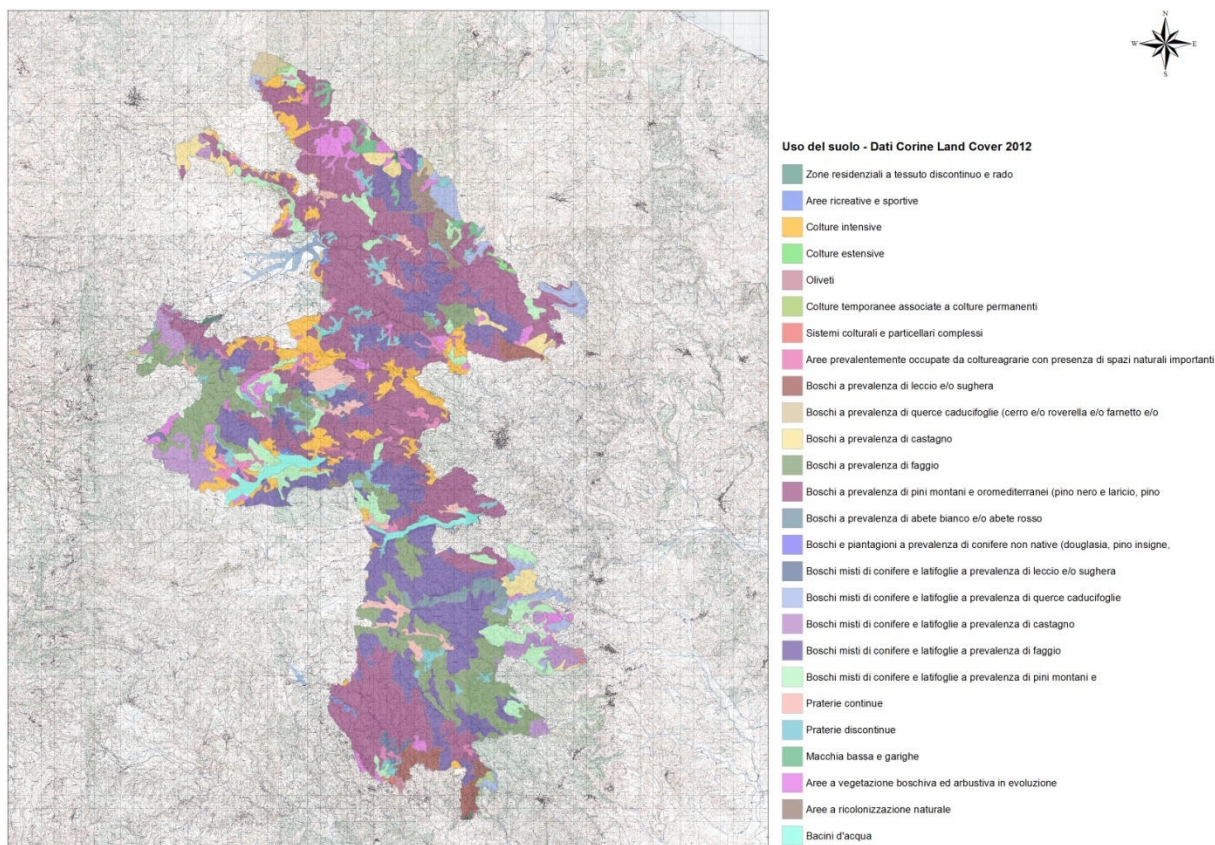 N
W E
S
Uso del suolo - Dati Corine Land Cover 2012
Zone residenziali a tessuto discontinuo e rado
Aree ricreative e sportive
Colture intensive
Colture estensive
Oliveti
Colture temporanee associate a colture permanenti
Sistemi colturali e particellari complessi
Aree prevalentemente occupate da coltureagrarie con presenza di spazi naturali importanti
Boschi a prevalenza di leccio e/o sughera
Boschi a prevalenza di querce caducifoglie (cerro e/o roverella e/o farnetto e/o
Boschi a prevalenza di castagno
Boschi a prevalenza di faggio
Boschi a prevalenza di pini montani e oromediterranei (pino nero e laricio, pino
Boschi a prevalenza di abete bianco e/o abete rosso
Boschi e piantagioni a prevalenza di conifere non native (douglasia, pino insigne,
Boschi misti di conifere e latifoglie a prevalenza di leccio e/o sughera
Boschi misti di conifere e latifoglie a prevalenza di querce caducifoglie
Boschi misti di conifere e latifoglie a prevalenza di castagno
Boschi misti di conifere e latifoglie a prevalenza di faggio
Boschi misti di conifere e latifoglie a prevalenza di pini montani e
Praterie continue
Praterie discontinue
Macchia bassa e garighe
Aree a vegetazione boschiva ed arbustiva in evoluzione
Aree a ricolonizzazione naturale
Bacini d'acqua